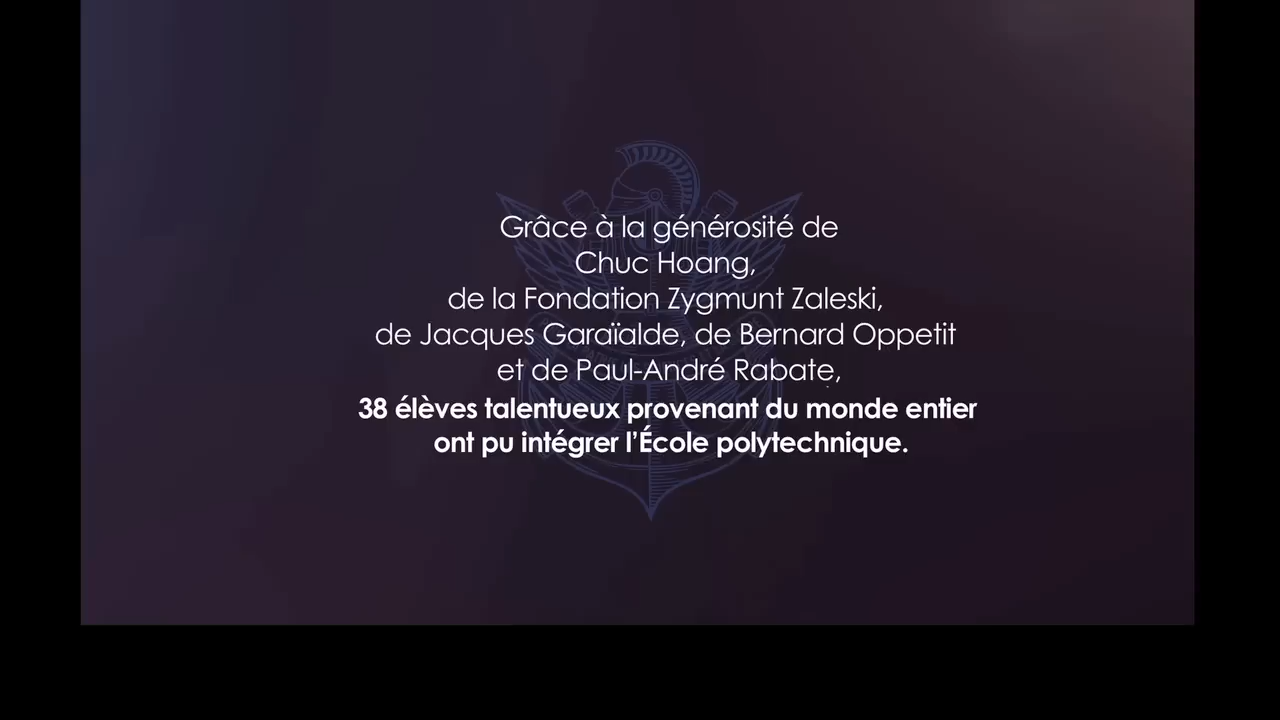 Grâce à la générosité de
Chuc Hoang,
de la Fondation Zygmunt Zaleski,
de Jacques Garaïalde, de Bernard Oppetit
et de Paul-André Rabate,
38 élèves talentueux provenant du monde entier
ont pu intégrer l’École polytechnique.